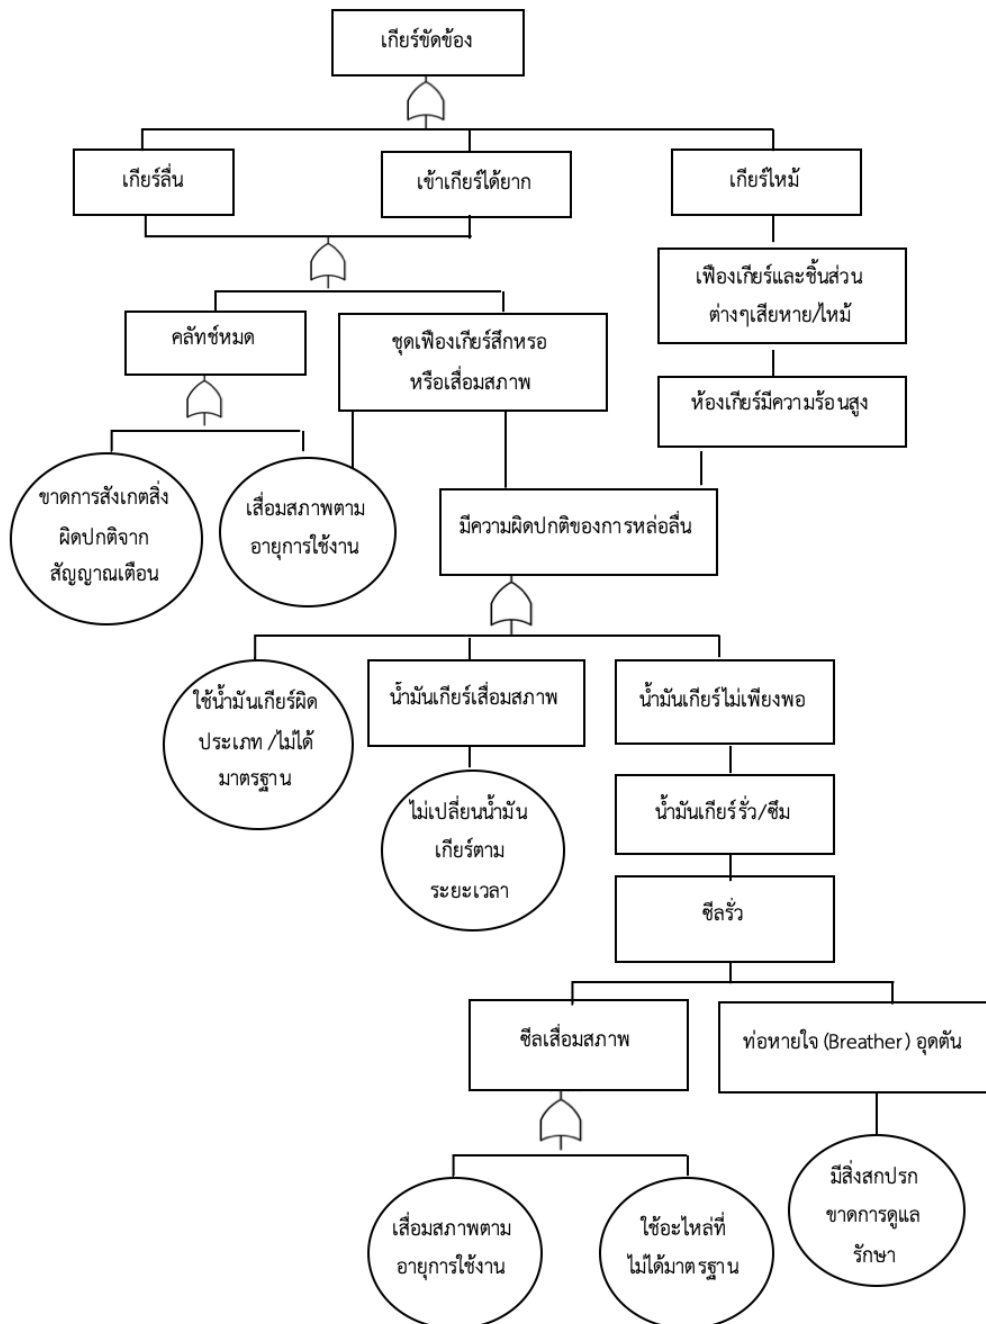 เกียร์ขัดข้อง
เกียร์ลื่น
เข้าเกียร์ได้ยาก
เกียร์ไหม้
เฟืองเกียร์และชิ้นส่วน
ต่างๆเสียหาย/ไหม้
คลัทช์หมด
ชุดเฟืองเกียร์สึกหรอ
หรือเสื่อมสภาพ
ห้องเกียร์มีความร้อนสูง
ขาดการสังเกตสิ่ง
ผิดปกติจาก
สัญญาณเตือน
เสื่อมสภาพตาม
อายุการใช้งาน
มีความผิดปกติของการหล่อลื่น
ใช้น้ำมันเกียร์ผิด
ประเภท /ไม่ได้
มาตรฐาน
น้ำมันเกียร์เสื่อมสภาพ
น้ำมันเกียร์ไม่เพียงพอ
ไม่เปลี่ยนน้ำมัน
เกียร์ตาม
ระยะเวลา
น้ำมันเกียร์รั่ว/ซึม
ซีลรั่ว
ซีลเสื่อมสภาพ
ท่อหายใจ (Breather) อุดตัน
เสื่อมสภาพตาม
อายุการใช้งาน
ใช้อะไหล่ที่
ไม่ได้มาตรฐาน
มีสิ่งสกปรก
ขาดการดูแล
รักษา